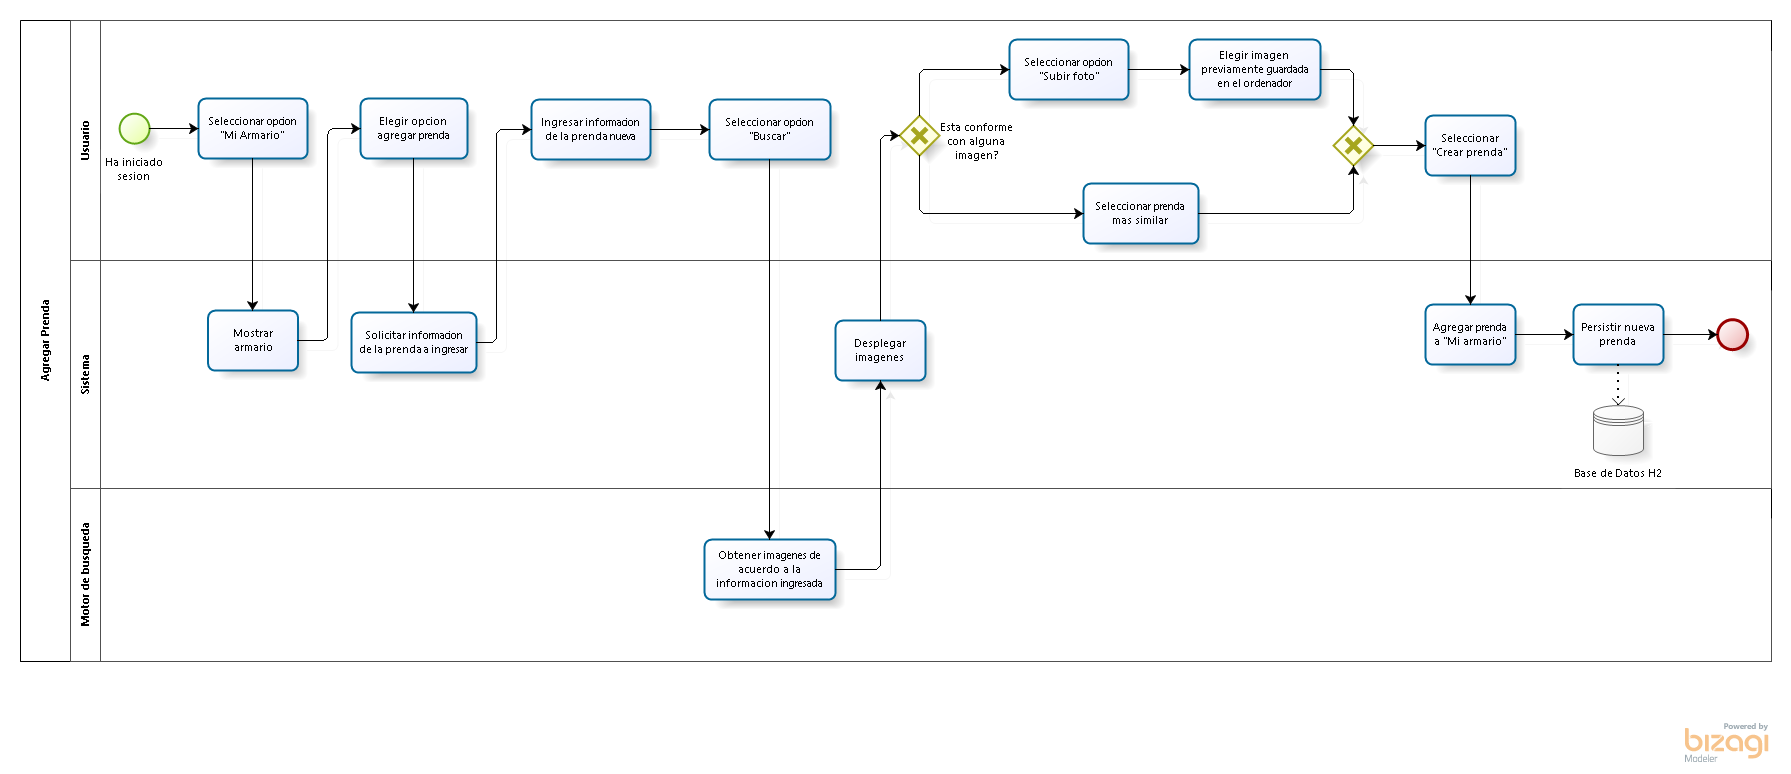 Agregar Prenda
Usuario
Ha iniciado
sesion
Seleccionar opcion
"Mi Armario"
Elegir opcion
agregar prenda
Ingresar informacion
de la prenda nueva
Seleccionar opcion
"Buscar"
Esta conforme
con alguna
imagen?
Seleccionar opcion
"Subir foto"
Elegir imagen
previamente guardada
en el ordenador
Seleccionar prenda
mas similar
Seleccionar
"Crear prenda"
Sistema
Mostrar
armario
Solicitar informacion
de la prenda a ingresar
Desplegar
imagenes
Agregar prenda
a "Mi armario"
Persistir nueva
prenda
Base de Datos H2
Motor de busqueda
Obtener imagenes de
acuerdo a la
informacion ingresada
Powered by
bizagi
Modeler